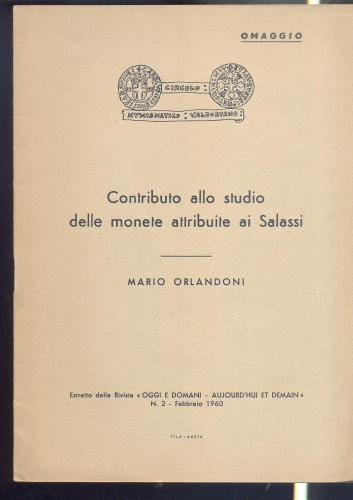 OMAGGIO
CIRCOLO
NUMISMATICO VALDOSTANO
Contributo allo studio
delle monete attribuite ai Salassi
MARIO ORLANDONI
Estratto dalla Rivista « OGGI E DOMANI - AUJOURD'HUI ET DEMAIN »
N. 2 - Febbraio 1960
ITLA - AOSTA